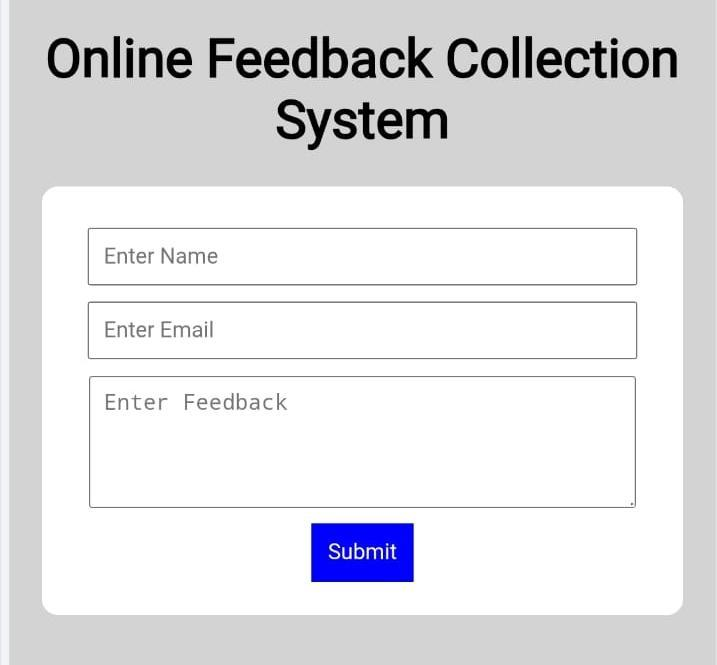 Online Feedback Collection
System
Enter Name
Enter Email
Enter Feedback
Submit